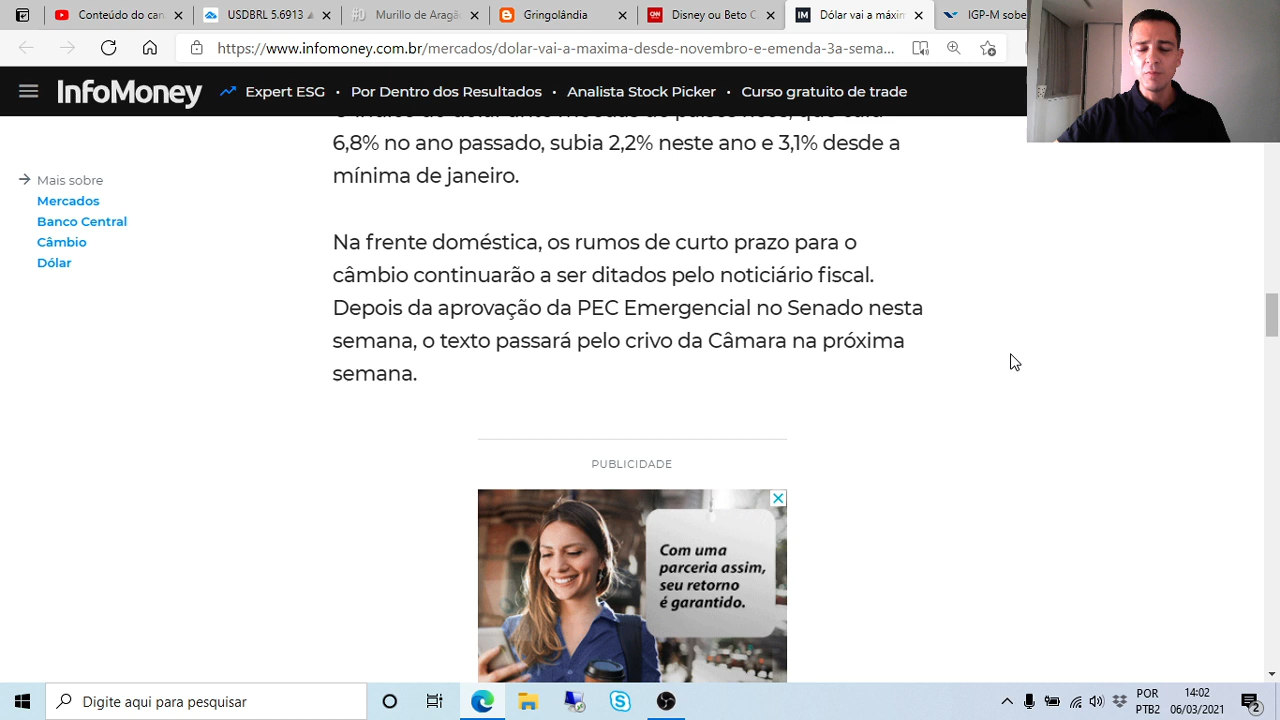 USDBRL 5.6913
Murillo de Aragã
Geolino
Disney ou Bet
Dólar vai a máxim
IGP-M sobe
https://www.infomoney.com.br/mercados/dolar-vai-a-maxima-desde-novembro-e-emenda-3a-sema...
InfoMoney
Expert ESG • Por Dentro dos Resultados • Analista Stock Picker • Curso gratuito de trade
6,8% no ano passado, subia 2,2% neste ano e 3,1% desde a
mínima de janeiro.
Mais sobre
Mercados
Banco Central
Câmbio
Dólar
Na frente doméstica, os rumos de curto prazo para o
câmbio continuarão a ser ditados pelo noticiário fiscal.
Depois da aprovação da PEC Emergencial no Senado nesta
semana, o texto passará pelo crivo da Câmara na próxima
semana.
PUBLICIDADE
Com uma
parceria assim,
seu retorno
é garantido.
Digite aqui para pesquisar
POR
PTB2
14:02
06/03/2021
2